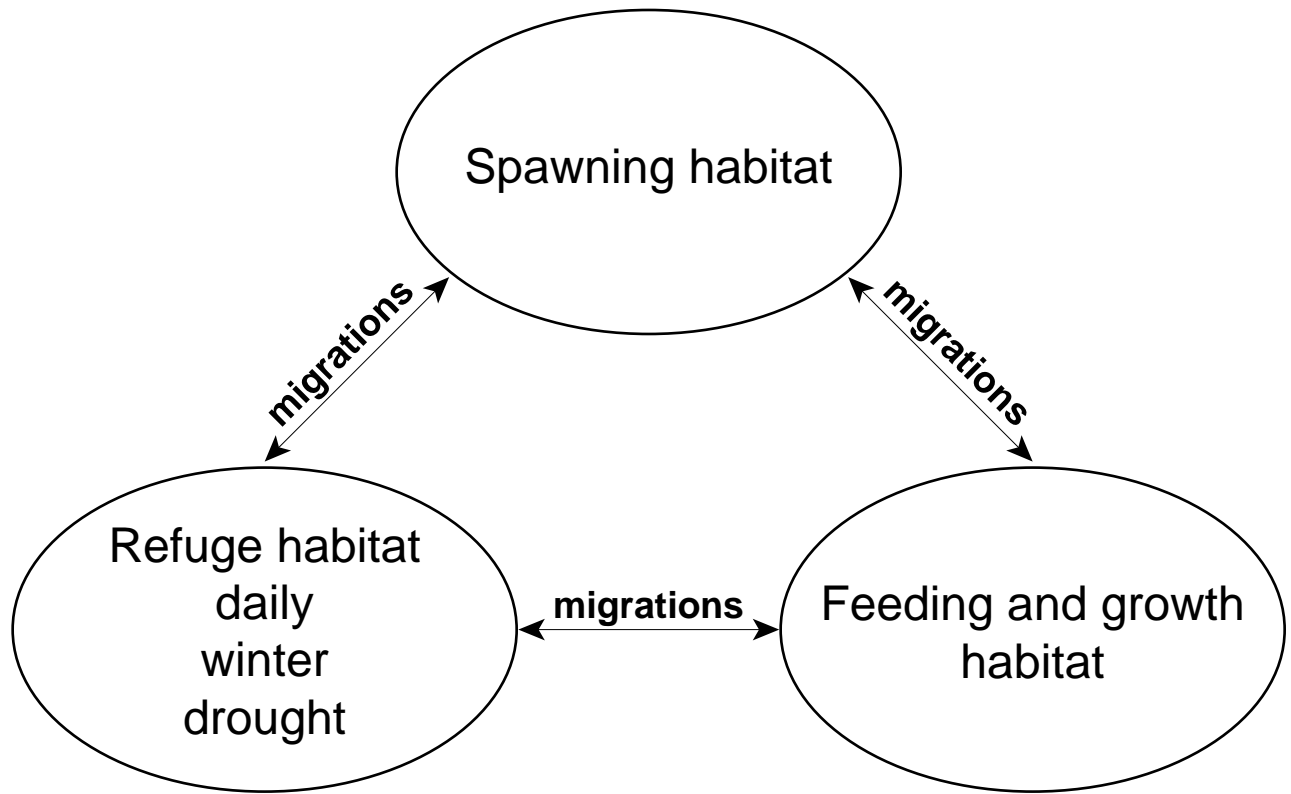 Spawning habitat
migrations
migrations
Refuge habitat
daily
winter
drought
migrations
Feeding and growth
habitat